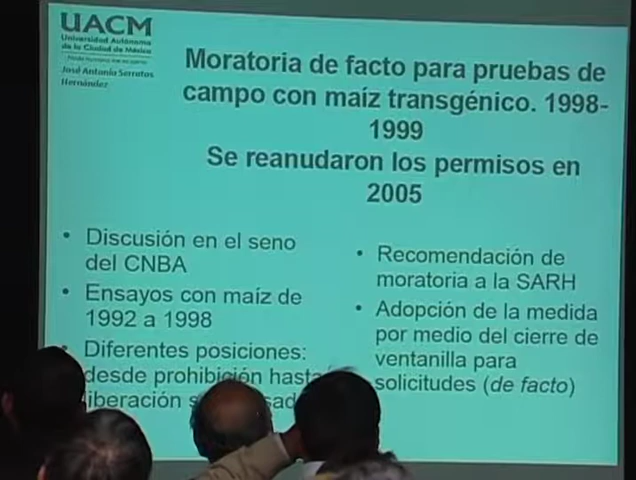 UACM
Universidad Autónoma
de la Ciudad de México
José Antonio Serratos
Hernández
Moratoria de facto para pruebas de
campo con maíz transgénico. 1998-
1999
Se reanudaron los permisos en
2005
• Discusión en el seno
del CNBA
• Ensayos con maíz de
1992 a 1998
• Diferentes posiciones:
desde prohibición hasta
liberación
• Recomendación de
moratoria a la SARH
• Adopción de la medida
por medio del cierre de
ventanilla para
solicitudes (de facto)